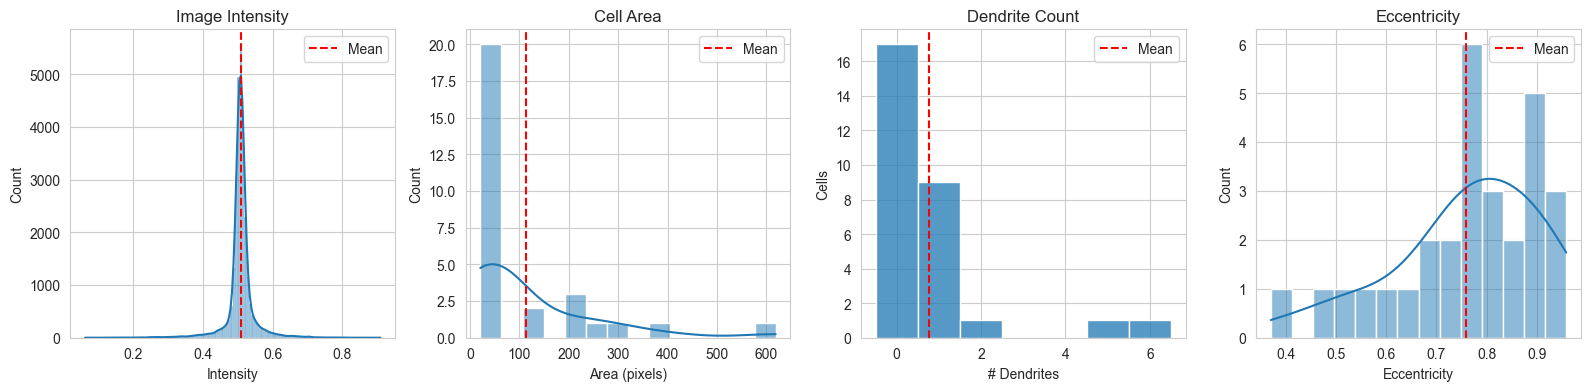 Image Intensity
Mean
5000
4000
3000
2000
1000
0
Count
0.2 0.4 0.6 0.8
Intensity
Cell Area
Mean
20.0
17.5
15.0
12.5
10.0
7.5
5.0
2.5
0.0
Count
0 100 200 300 400 500 600
Area (pixels)
Dendrite Count
Mean
16
14
12
10
8
6
4
2
0
Cells
0 2 4 6
# Dendrites
Eccentricity
Mean
6
5
4
3
2
1
0
Count
0.4 0.5 0.6 0.7 0.8 0.9
Eccentricity